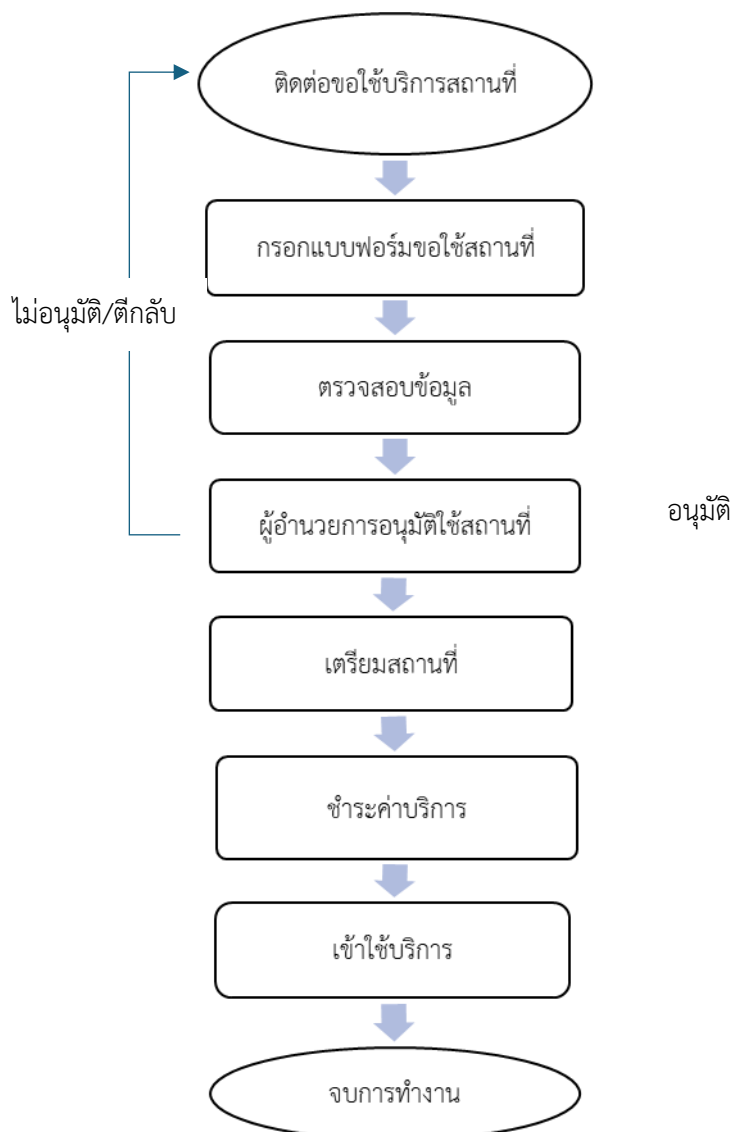 ติดต่อขอใช้บริการสถานที่
กรอกแบบฟอร์มขอใช้สถานที่
ไม่อนุมัติ/ตีกลับ
ตรวจสอบข้อมูล
ผู้อำนวยการอนุมัติใช้สถานที่
อนุมัติ
เตรียมสถานที่
ชำระค่าบริการ
เข้าใช้บริการ
จบการทำงาน